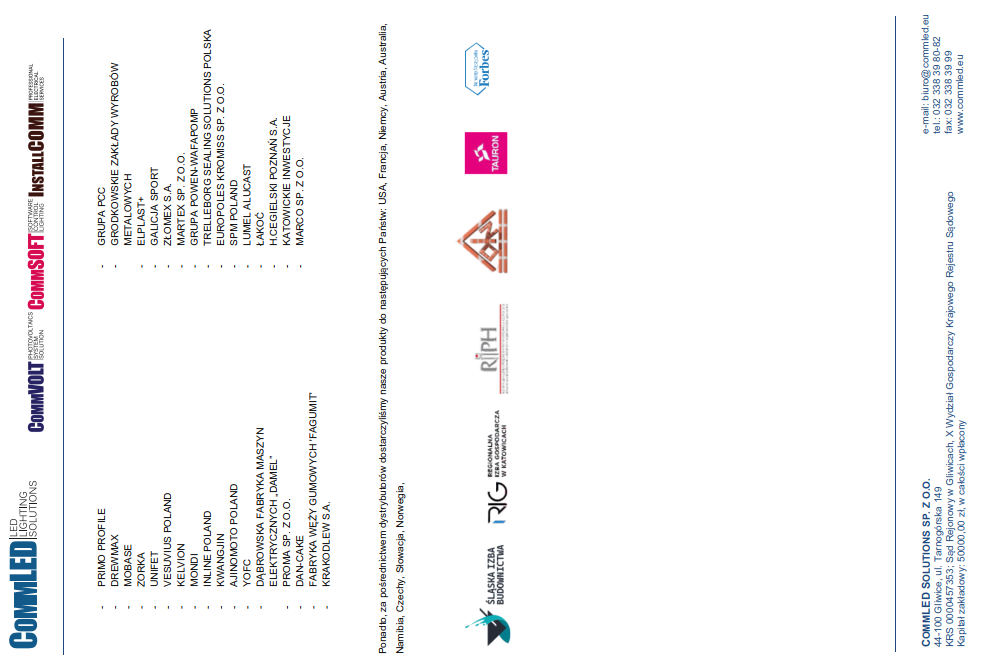 COMMLED
LED
LIGHTING
SOLUTIONS
COMMVOLT
PHOTOVOLTAICS
SYSTEM
SOLUTION
COMMSOFT
SOFTWARE
CONTROL
LIGHTING
INSTALLCOMM
PROFESSIONAL
ELECTRICAL
SERVICES
- PRIMO PROFILE
- DREWMAX
- MOBASE
- ZORKA
- UNIFET
- VESUVIUS POLAND
- KELVION
- MONDI
- INLINE POLAND
- KWANGJIN
- AJINOMOTO POLAND
- YOFC
- DĄBROWSKA FABRYKA MASZYN
ELEKTRYCZNYCH „DAMEL"
- PROMA SP. Z O.O.
- DAN-CAKE
- FABRYKA WĘŻY GUMOWYCH "FAGUMIT"
- KRAKODLEW S.A.
- GRUPA PCC
- GRODKOWSKIE ZAKŁADY WYROBÓW
METALOWYCH
- ELPLAST+
- GALICJA SPORT
- ZŁOMEX S.A.
- MARTEX SP. Z O.O.
- GRUPA POWEN-WAFAPOMP
- TRELLEBORG SEALING SOLUTIONS POLSKA
- EUROPOLES KROMISS SP. Z O.O.
- SPM POLAND
- LUMEL ALUCAST
- ŁAKOĆ
- H.CEGIELSKI POZNAŃ S.A.
- KATOWICKIE INWESTYCJE
- MARCO SP. Z O.O.
Ponadto, za pośrednictwem dystrybutorów dostarczyliśmy nasze produkty do następujących Państw: USA, Francja, Niemcy, Austria, Australia,
Namibia, Czechy, Słowacja, Norwegia,
ŚLĄSKA IZBA
BUDOWNICTWA
RIG
REGIONALNA
IZBA GOSPODARCZA
W KATOWICACH
RIPH
TAURON
Forbes
COMMLED SOLUTIONS SP. Z O.O.
44-100 Gliwice, ul. Tarnogórska 149
KRS 0000457353; Sąd Rejonowy w Gliwicach, X Wydział Gospodarczy Krajowego Rejestru Sądowego
Kapitał zakładowy: 50000,00 zł, w całości wpłacony
e-mail: biuro@commled.eu
tel.: 032 338 39 80-82
fax: 032 338 39 99
www.commled.eu